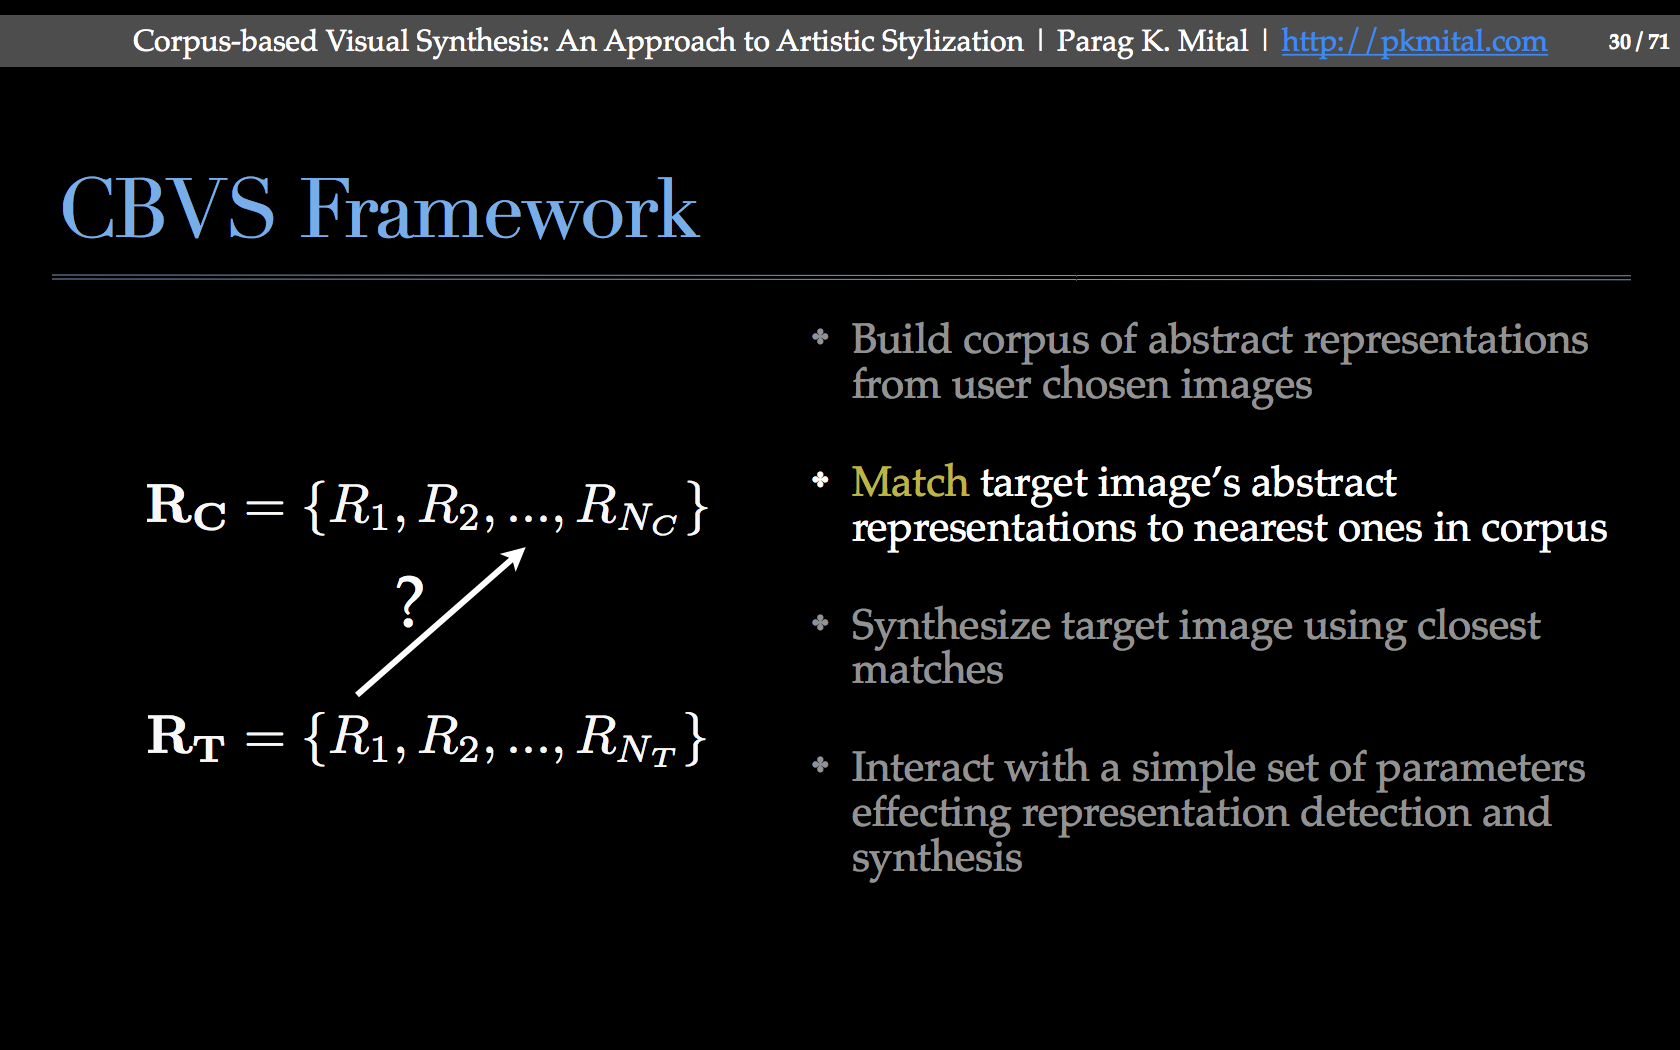 Corpus-based Visual Synthesis: An Approach to Artistic Stylization | Parag K. Mital | http://pkmital.com 30 / 71
CBVS Framework
R_C = {R_1, R_2, ..., R_{N_C}}
?
R_T = {R_1, R_2, ..., R_{N_T}}
✤ Build corpus of abstract representations
from user chosen images
✤ Match target image’s abstract
representations to nearest ones in corpus
✤ Synthesize target image using closest
matches
✤ Interact with a simple set of parameters
effecting representation detection and
synthesis